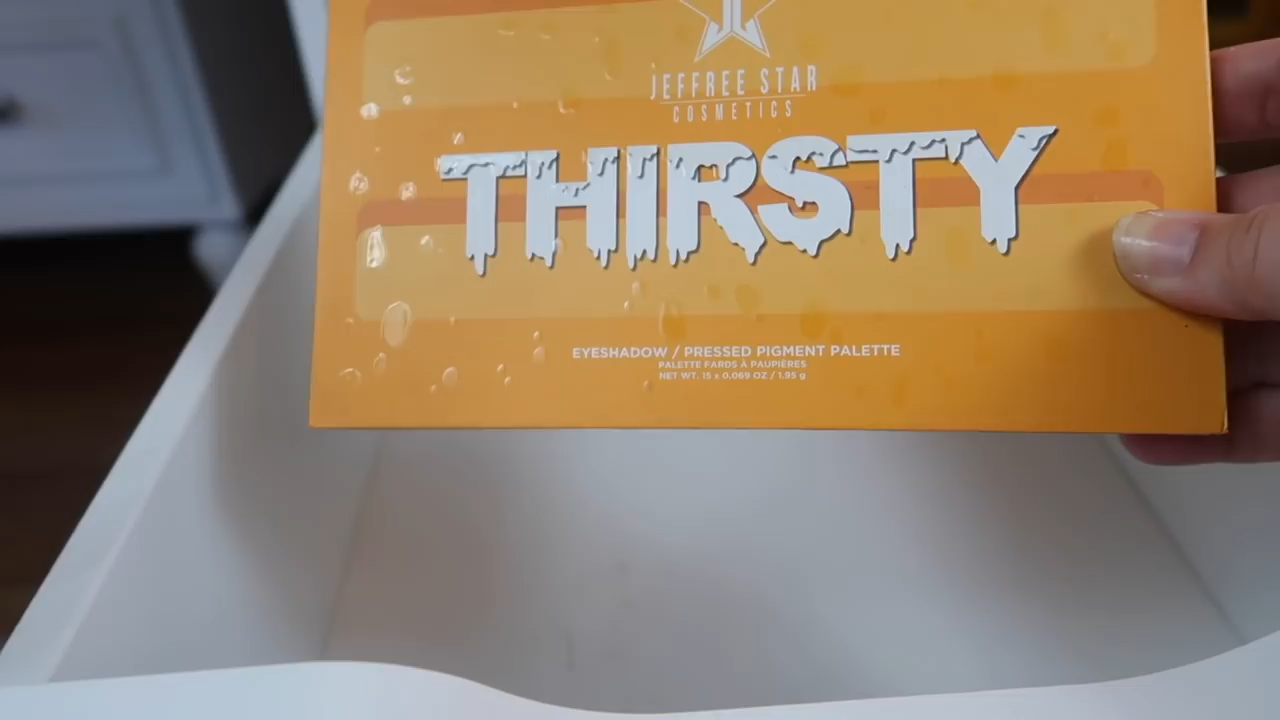 JEFFREE STAR
COSMETICS
THIRSTY
EYESHADOW / PRESSED PIGMENT PALETTE
PALETTE FARDS À PAUPIÈRES
NET WT. 15 x 0.069 OZ / 1.95 g